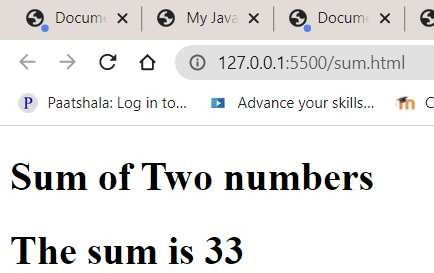 Docume
My Java
Docum
127.0.0.1:5500/sum.html
P Paatshala: Log in to... Advance your skills... m C
Sum of Two numbers
The sum is 33